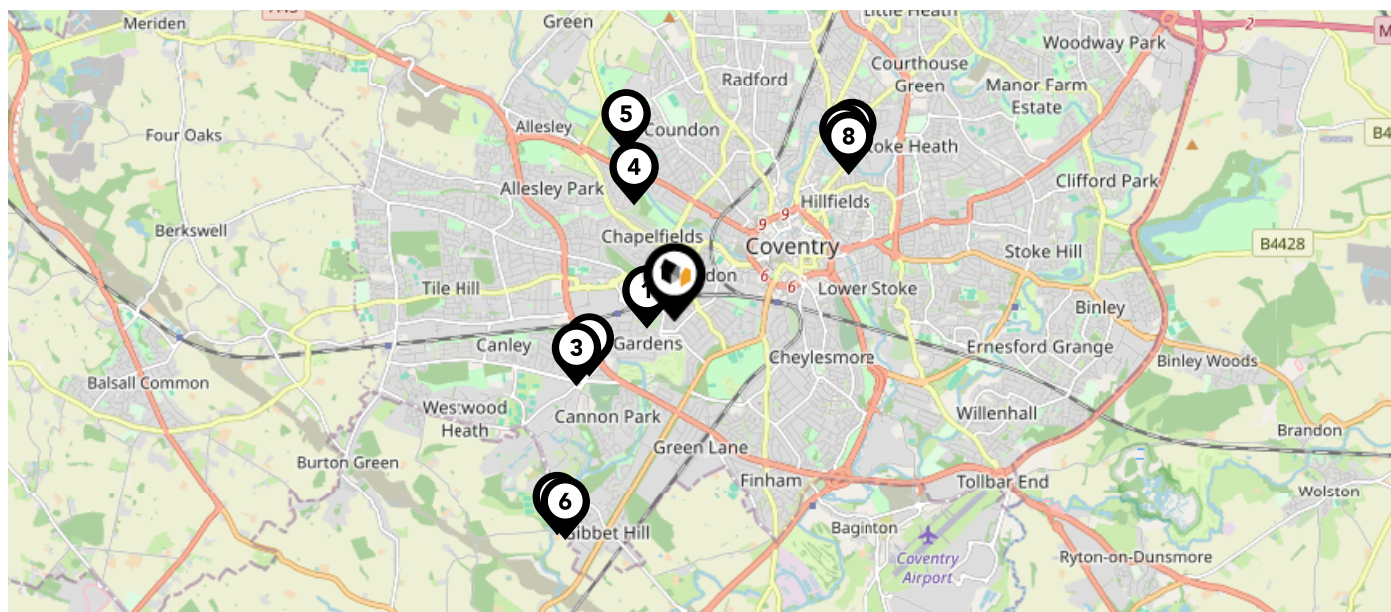 Meriden
Green
Little Heath
2
M
Woodway Park
Courthouse
Green
Radford
Manor Farm
Estate
5
Coundon
Allesley
Four Oaks
8
oke Heath
B4
4
Allesley Park
Clifford Park
Hillfields
9
9
Berkswell
Chapelfields
Coventry
Stoke Hill
B4428
don
6
6
1
Tile Hill
Lower Stoke
Binley
3
Canley
Gardens
Cheylesmore
Ernesford Grange
Binley Woods
Balsall Common
Westwood
Heath
Cannon Park
Willenhall
Brandon
Green Lane
Burton Green
Finham
Tollbar End
Wolston
6
Gibbet Hill
Baginton
Coventry
Airport
Ryton-on-Dunsmore